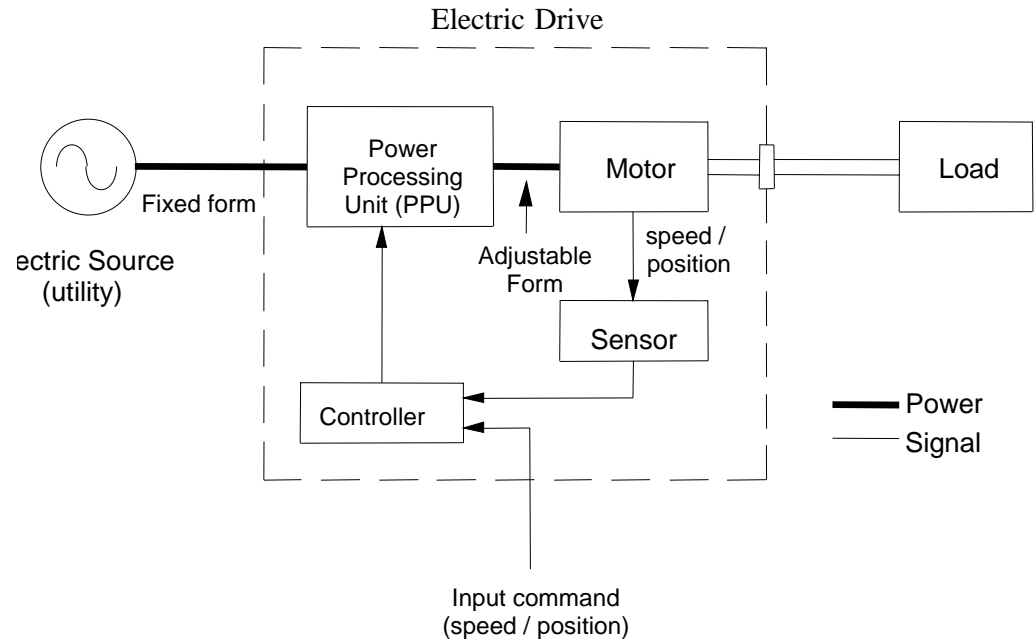 Electric Drive
Power
Processing
Unit (PPU)
Motor
Load
Fixed form
Adjustable
Form
speed /
position
ectric Source
(utility)
Sensor
Controller
Power
Signal
Input command
(speed / position)